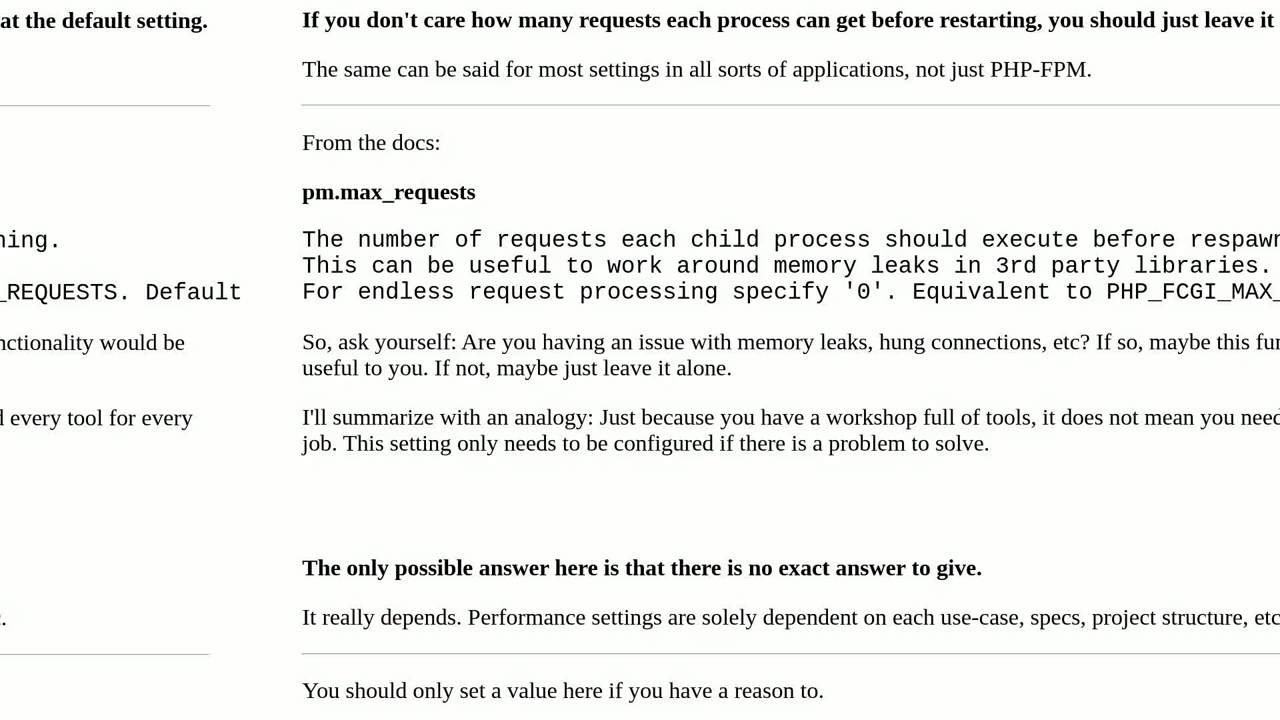 at the default setting.
ning.
_REQUESTS. Default
nctionality would be
d every tool for every
If you don't care how many requests each process can get before restarting, you should just leave it
The same can be said for most settings in all sorts of applications, not just PHP-FPM.
From the docs:
pm.max_requests
The number of requests each child process should execute before respawn
This can be useful to work around memory leaks in 3rd party libraries.
For endless request processing specify '0'. Equivalent to PHP_FCGI_MAX_
So, ask yourself: Are you having an issue with memory leaks, hung connections, etc? If so, maybe this fun
useful to you. If not, maybe just leave it alone.
I'll summarize with an analogy: Just because you have a workshop full of tools, it does not mean you need
job. This setting only needs to be configured if there is a problem to solve.
The only possible answer here is that there is no exact answer to give.
It really depends. Performance settings are solely dependent on each use-case, specs, project structure, etc
You should only set a value here if you have a reason to.